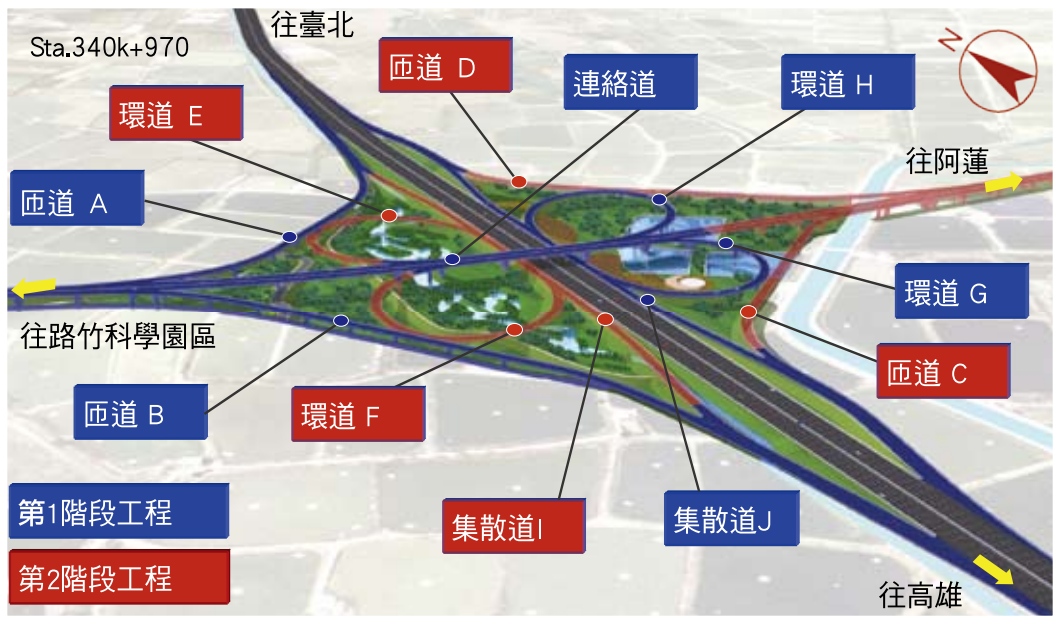 往臺北
Sta.340k+970
匝道 D
連絡道
環道 H
N
環道 E
往阿蓮
匝道 A
環道 G
往路竹科學園區
匝道 C
匝道 B
環道 F
第1階段工程
集散道I
集散道J
第2階段工程
往高雄